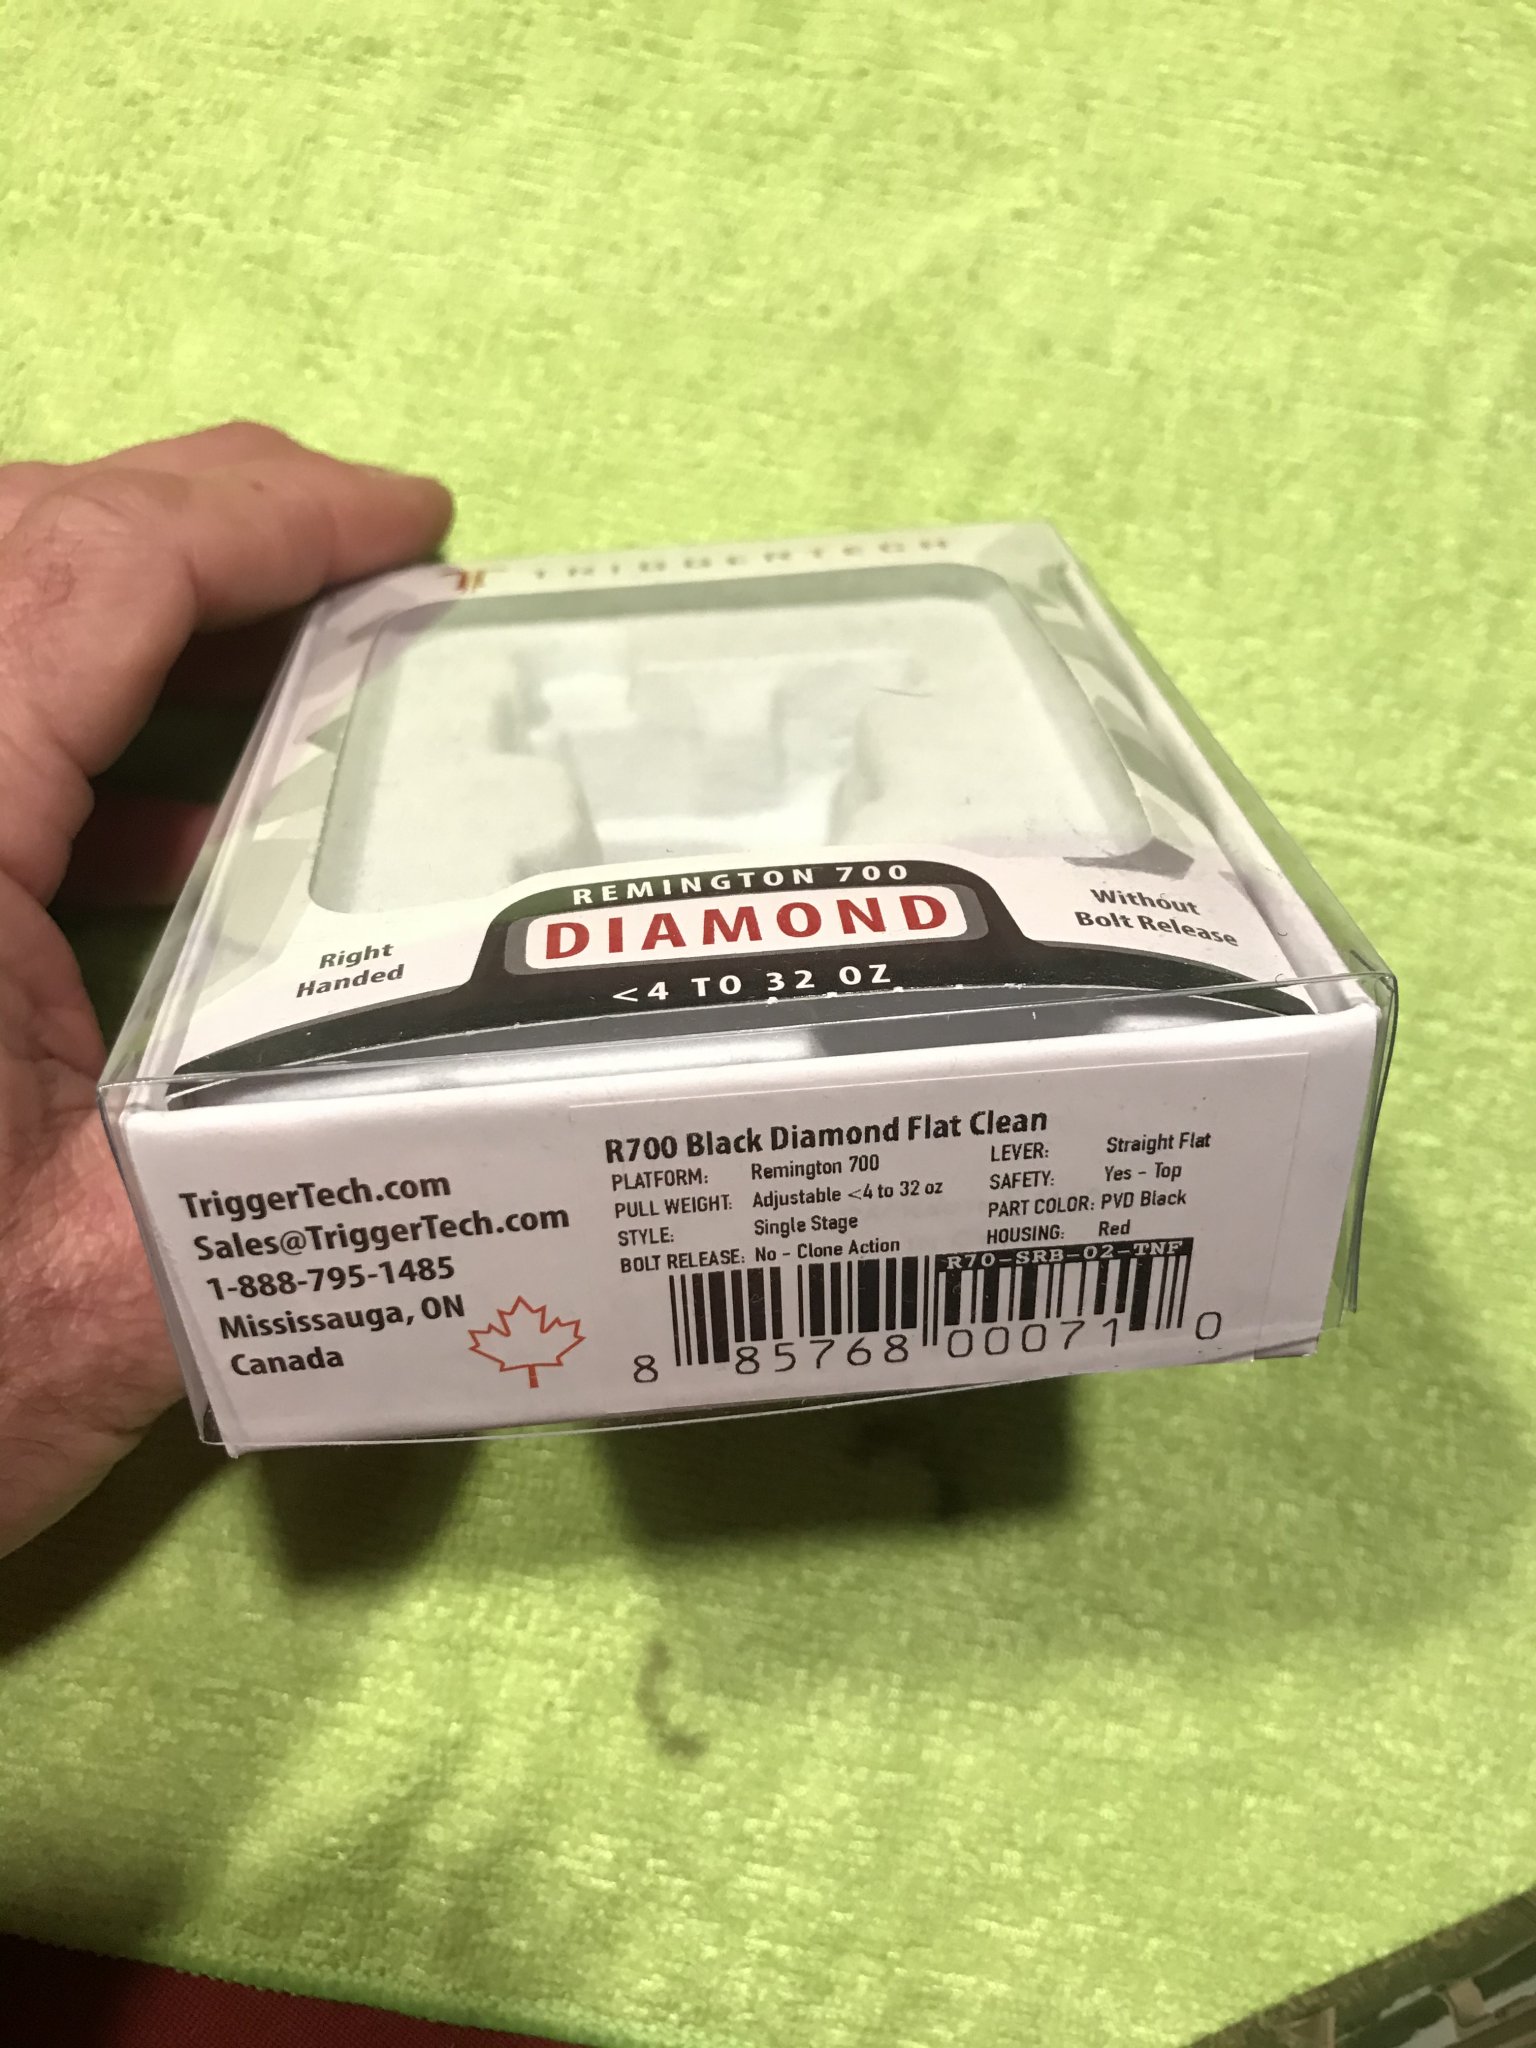 TRIGGERTECH
REMINGTON 700
DIAMOND
<4 TO 32 OZ
Right
Handed
Without
Bolt Release
TriggerTech.com
Sales@TriggerTech.com
1-888-795-1485
Mississauga, ON
Canada
R700 Black Diamond Flat Clean
PLATFORM: Remington 700
PULL WEIGHT: Adjustable <4 to 32 oz
STYLE: Single Stage
BOLT RELEASE: No - Clone Action
LEVER: Straight Flat
SAFETY: Yes - Top
PART COLOR: PVD Black
HOUSING: Red
R70-SRB-02-TNF
8 85768 00071 0